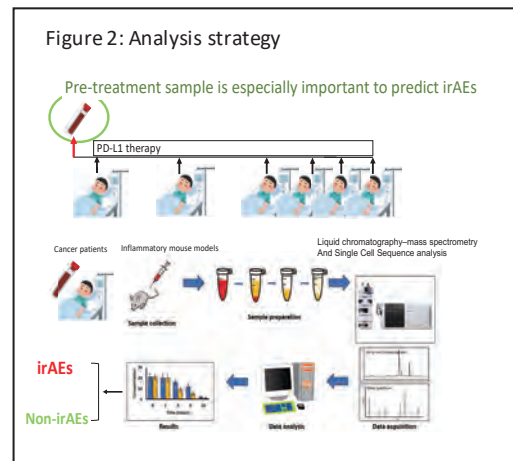 Figure 2: Analysis strategy
Pre-treatment sample is especially important to predict irAEs
PD-L1 therapy
Cancer patients
Inflammatory mouse models
Liquid chromatography–mass spectrometry
And Single Cell Sequence analysis
Sample collection
Sample preparation
irAEs
Non-irAEs
Results
Data analysis
Data aquisition